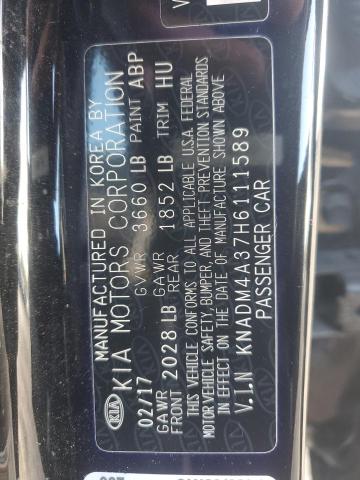 MANUFACTURED IN KOREA BY
KIA MOTORS CORPORATION
02/17 GVWR 3660 LB PAINT ABP
GAWR FRONT 2028 LB GAWR REAR 1852 LB TRIM HU
THIS VEHICLE CONFORMS TO ALL APPLICABLE U.S.A. FEDERAL
MOTOR VEHICLE SAFETY, BUMPER, AND THEFT PREVENTION STANDARDS
IN EFFECT ON THE DATE OF MANUFACTURE SHOWN ABOVE
V.I.N KNADM4A37H6111589
PASSENGER CAR